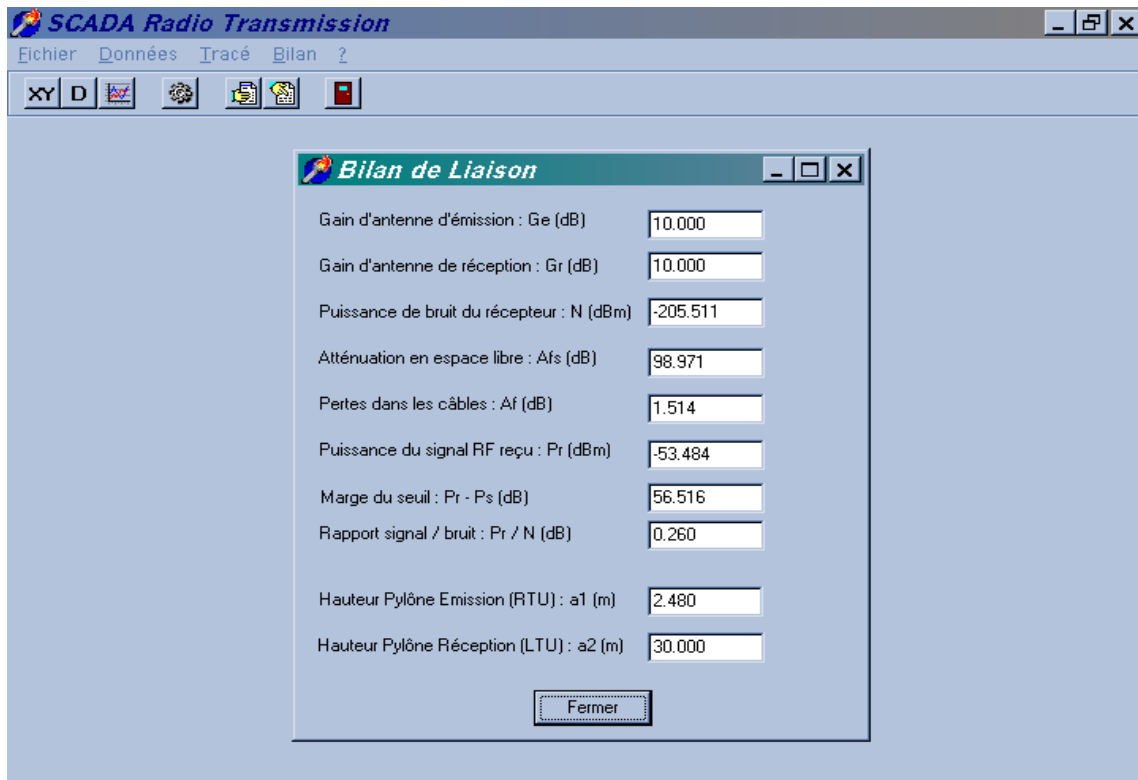 SCADA Radio Transmission
Fichier Données Tracé Bilan ?
XY D
Bilan de Liaison
Gain d'antenne d'émission : Ge (dB) 10.000
Gain d'antenne de réception : Gr (dB) 10.000
Puissance de bruit du récepteur : N (dBm) -205.511
Atténuation en espace libre : Afs (dB) 98.971
Pertes dans les câbles : Af (dB) 1.514
Puissance du signal RF reçu : Pr (dBm) -53.484
Marge du seuil : Pr - Ps (dB) 56.516
Rapport signal / bruit : Pr / N (dB) 0.260
Hauteur Pylône Emission (RTU) : a1 (m) 2.480
Hauteur Pylône Réception (LTU) : a2 (m) 30.000
Fermer